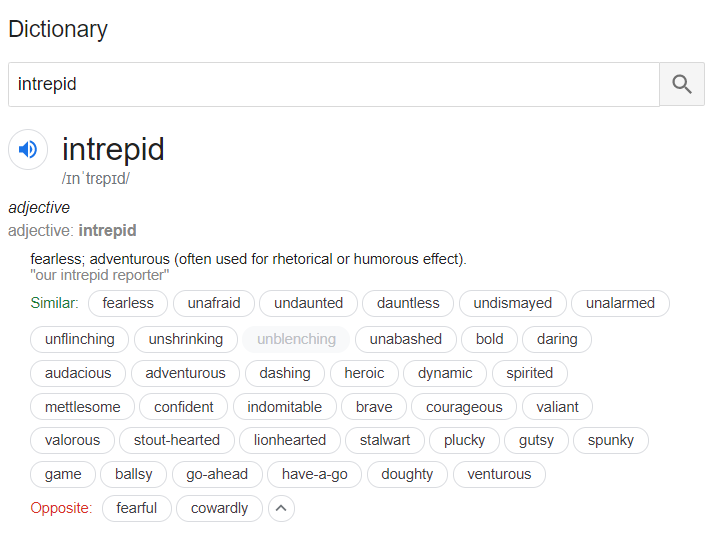 Dictionary
intrepid
intrepid
/ɪnˈtrɛpɪd/
adjective
adjective: intrepid
fearless; adventurous (often used for rhetorical or humorous effect).
"our intrepid reporter"
Similar: fearless unafraid undaunted dauntless undismayed unalarmed
unflinching unshrinking unblenching unabashed bold daring
audacious adventurous dashing heroic dynamic spirited
mettlesome confident indomitable brave courageous valiant
valorous stout-hearted lionhearted stalwart plucky gutsy spunky
game ballsy go-ahead have-a-go doughty venturous
Opposite: fearful cowardly